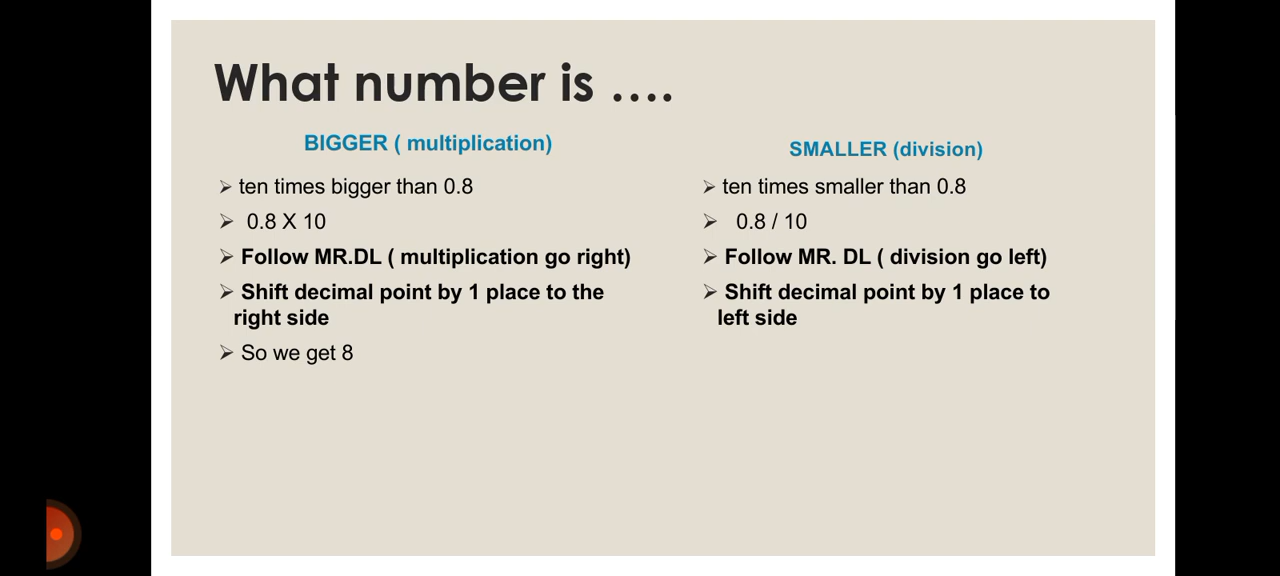 What number is ....
BIGGER ( multiplication)
➢ ten times bigger than 0.8
➢ 0.8 X 10
➢ Follow MR.DL ( multiplication go right)
➢ Shift decimal point by 1 place to the
right side
➢ So we get 8
SMALLER (division)
➢ ten times smaller than 0.8
➢ 0.8 / 10
➢ Follow MR. DL ( division go left)
➢ Shift decimal point by 1 place to
left side